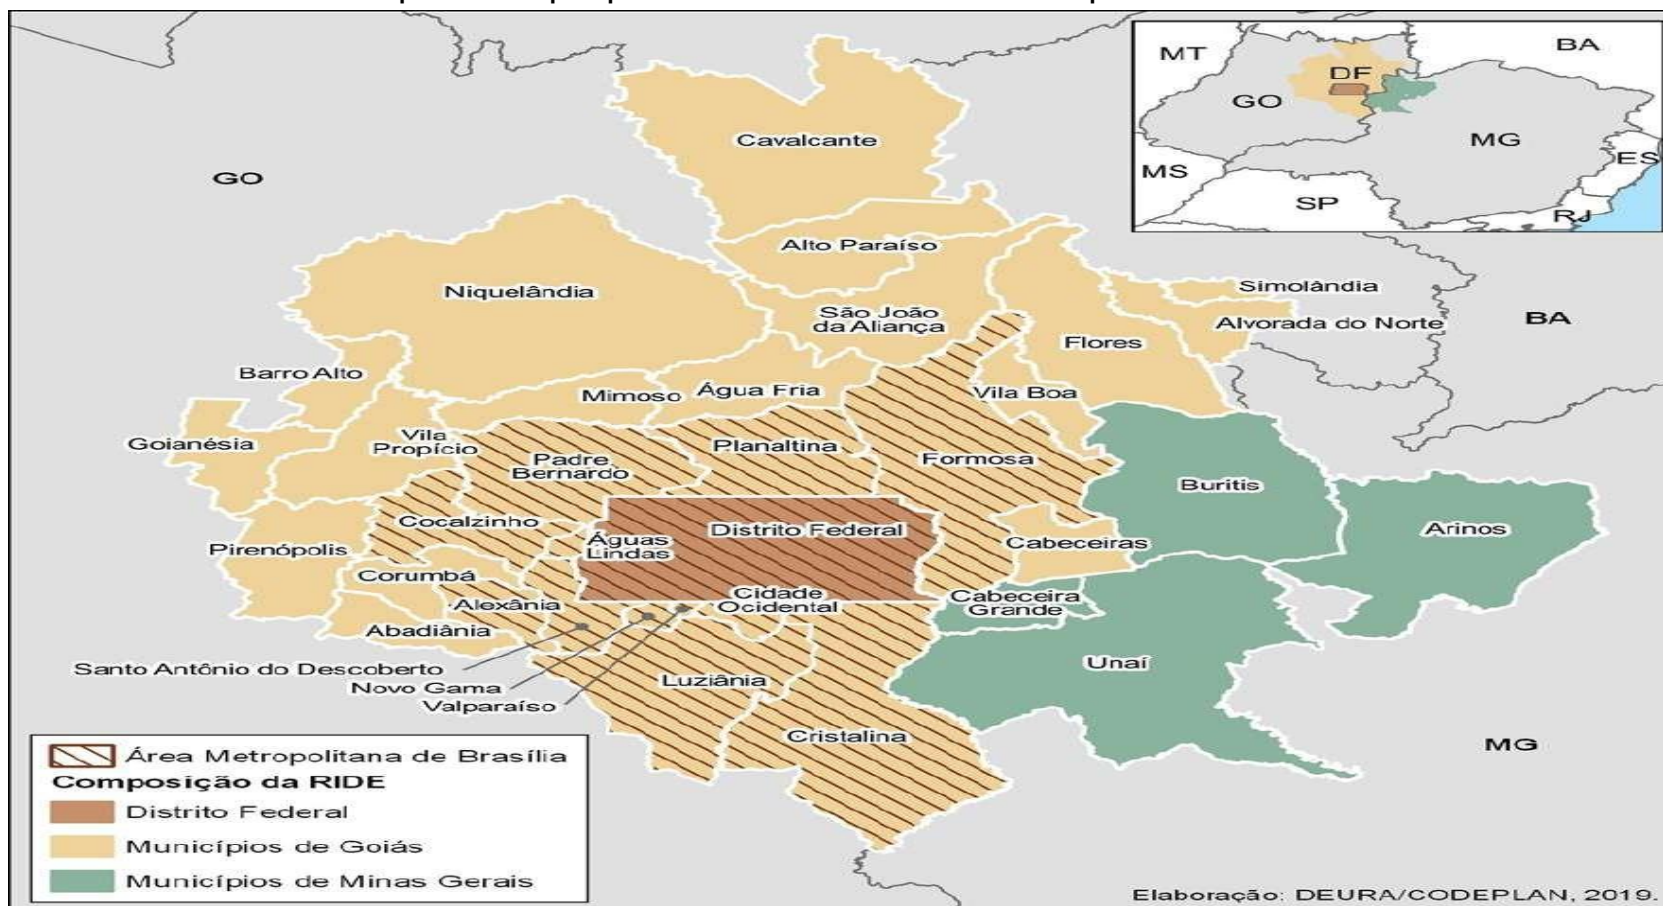 MT
BA
DF
GO
MG
ES
MS
SP
RJ
GO
Cavalcante
Alto Paraíso
Niquelândia
Simolândia
São João
da Aliança
Alvorada do Norte
BA
Flores
Barro Alto
Mimoso
Água Fria
Vila Boa
Goianésia
Vila
Propício
Planaltina
Padre
Bernardo
Formosa
Buritis
Cocalzinho
Distrito Federal
Arinos
Águas
Lindas
Pirenópolis
Cabeceiras
Corumbá
Cidade
Ocidental
Cabeceira
Grande
Alexânia
Abadiânia
Santo Antônio do Descoberto
Unaí
Luziânia
Novo Gama
Valparaíso
Cristalina
MG
Área Metropolitana de Brasília
Composição da RIDE
Distrito Federal
Municípios de Goiás
Municípios de Minas Gerais
Elaboração: DEURA/CODEPLAN, 2019.